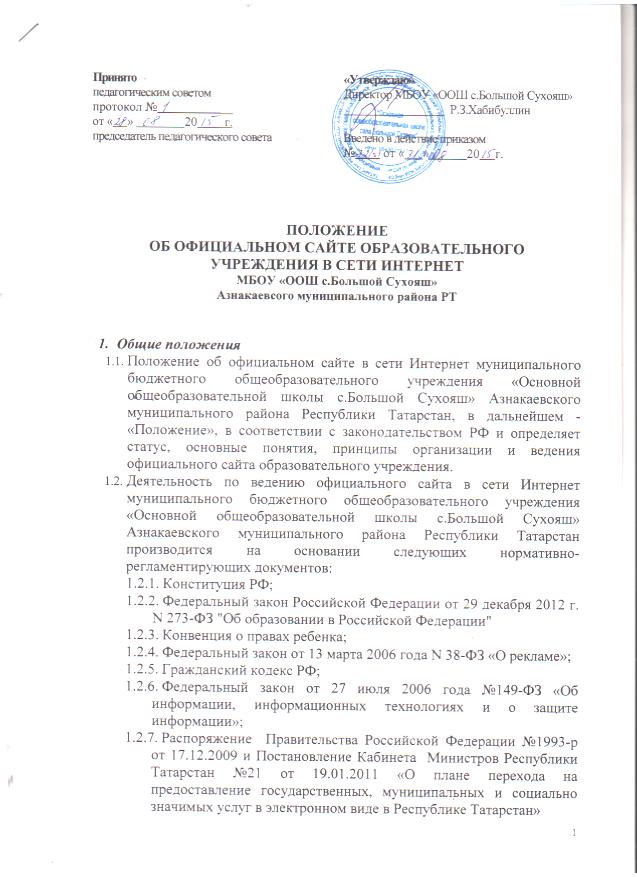 Принято
педагогическим советом
протокол № 1
от «28» 08 2015 г.
председатель педагогического совета
«Утверждаю»
Директор МБОУ «ООШ с.Большой Сухояш»
Р.З.Хабибуллин
Введено в действие приказом
№ от «31» 08 2015г.
ПОЛОЖЕНИЕ
ОБ ОФИЦИАЛЬНОМ САЙТЕ ОБРАЗОВАТЕЛЬНОГО
УЧРЕЖДЕНИЯ В СЕТИ ИНТЕРНЕТ
МБОУ «ООШ с.Большой Сухояш»
Азнакаевсого муниципального района РТ
1. Общие положения
1.1. Положение об официальном сайте в сети Интернет муниципального
бюджетного общеобразовательного учреждения «Основной
общеобразовательной школы с.Большой Сухояш» Азнакаевского
муниципального района Республики Татарстан, в дальнейшем -
«Положение», в соответствии с законодательством РФ и определяет
статус, основные понятия, принципы организации и ведения
официального сайта образовательного учреждения.
1.2. Деятельность по ведению официального сайта в сети Интернет
муниципального бюджетного общеобразовательного учреждения
«Основной общеобразовательной школы с.Большой Сухояш»
Азнакаевского муниципального района Республики Татарстан
производится на основании следующих нормативно-
регламентирующих документов:
1.2.1. Конституция РФ;
1.2.2. Федеральный закон Российской Федерации от 29 декабря 2012 г.
N 273-ФЗ "Об образовании в Российской Федерации"
1.2.3. Конвенция о правах ребенка;
1.2.4. Федеральный закон от 13 марта 2006 года N 38-ФЗ «О рекламе»;
1.2.5. Гражданский кодекс РФ;
1.2.6. Федеральный закон от 27 июля 2006 года №149-ФЗ «Об
информации, информационных технологиях и о защите
информации»;
1.2.7. Распоряжение Правительства Российской Федерации №1993-р
от 17.12.2009 и Постановление Кабинета Министров Республики
Татарстан №21 от 19.01.2011 «О плане перехода на
предоставление государственных, муниципальных и социально
значимых услуг в электронном виде в Республике Татарстан»
1